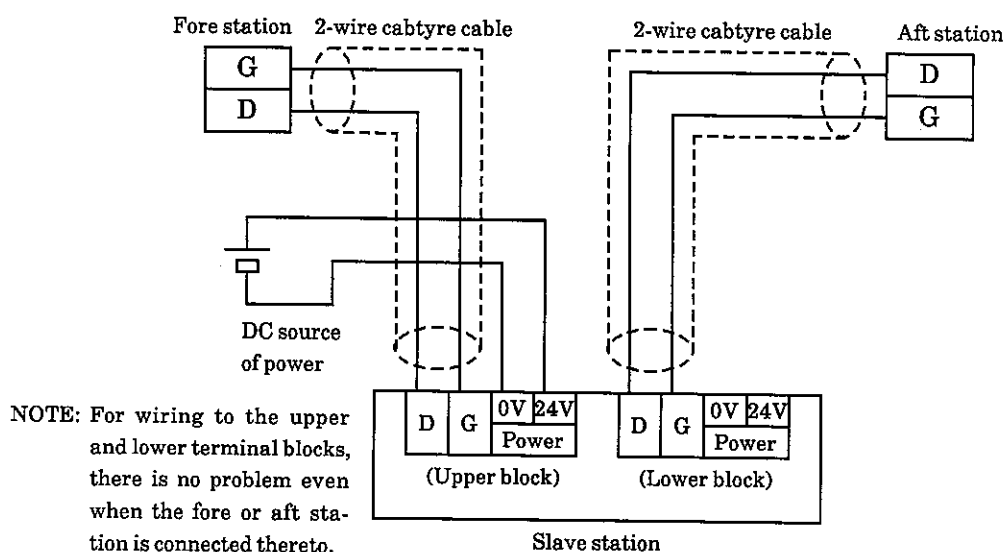 Fore station
2-wire cabtyre cable
2-wire cabtyre cable
Aft station
G
D
D
G
DC source
of power
NOTE: For wiring to the upper
and lower terminal blocks,
there is no problem even
when the fore or aft sta-
tion is connected thereto.
D G 0V 24V
Power
(Upper block)
D G 0V 24V
Power
(Lower block)
Slave station